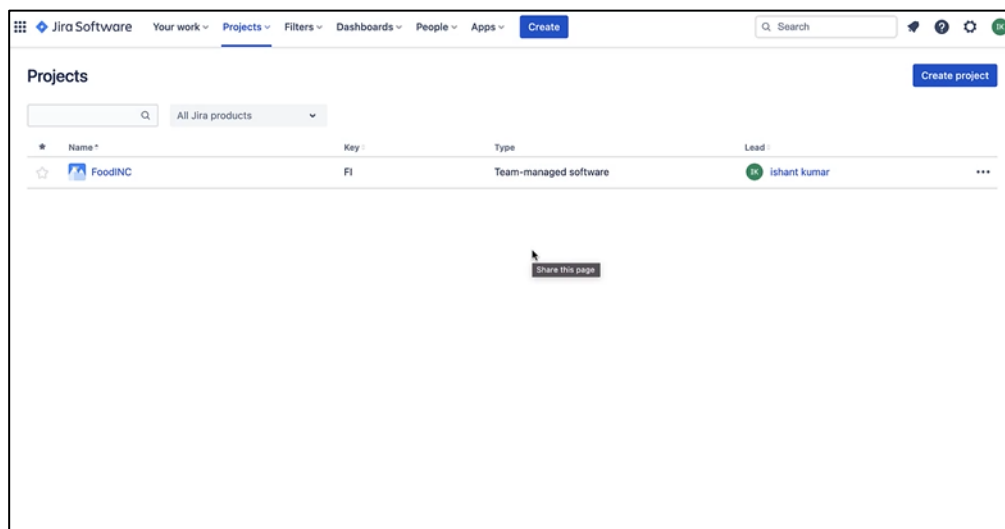 Jira Software Your work Projects Filters Dashboards People Apps Create Search IK
Projects Create project
All Jira products
Name Key Type Lead
FoodINC FI Team-managed software IK ishant kumar
Share this page